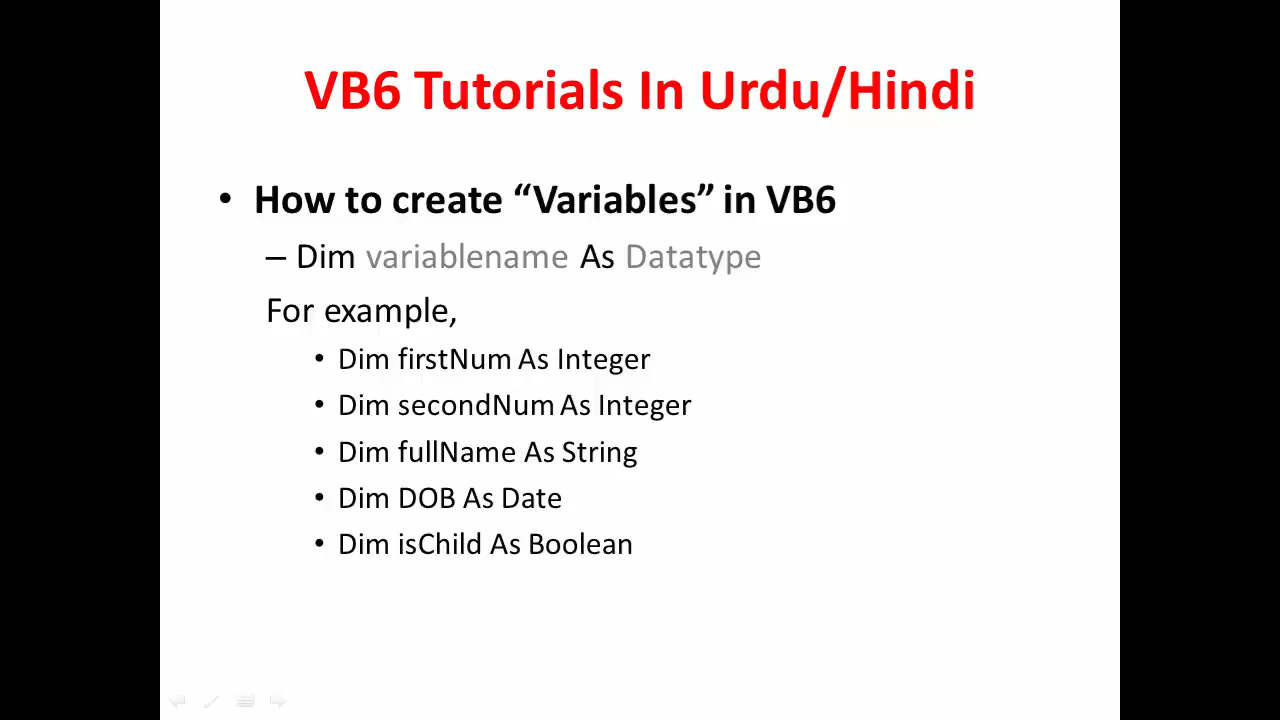 VB6 Tutorials In Urdu/Hindi
• How to create “Variables” in VB6
– Dim variablename As Datatype
For example,
• Dim firstNum As Integer
• Dim secondNum As Integer
• Dim fullName As String
• Dim DOB As Date
• Dim isChild As Boolean